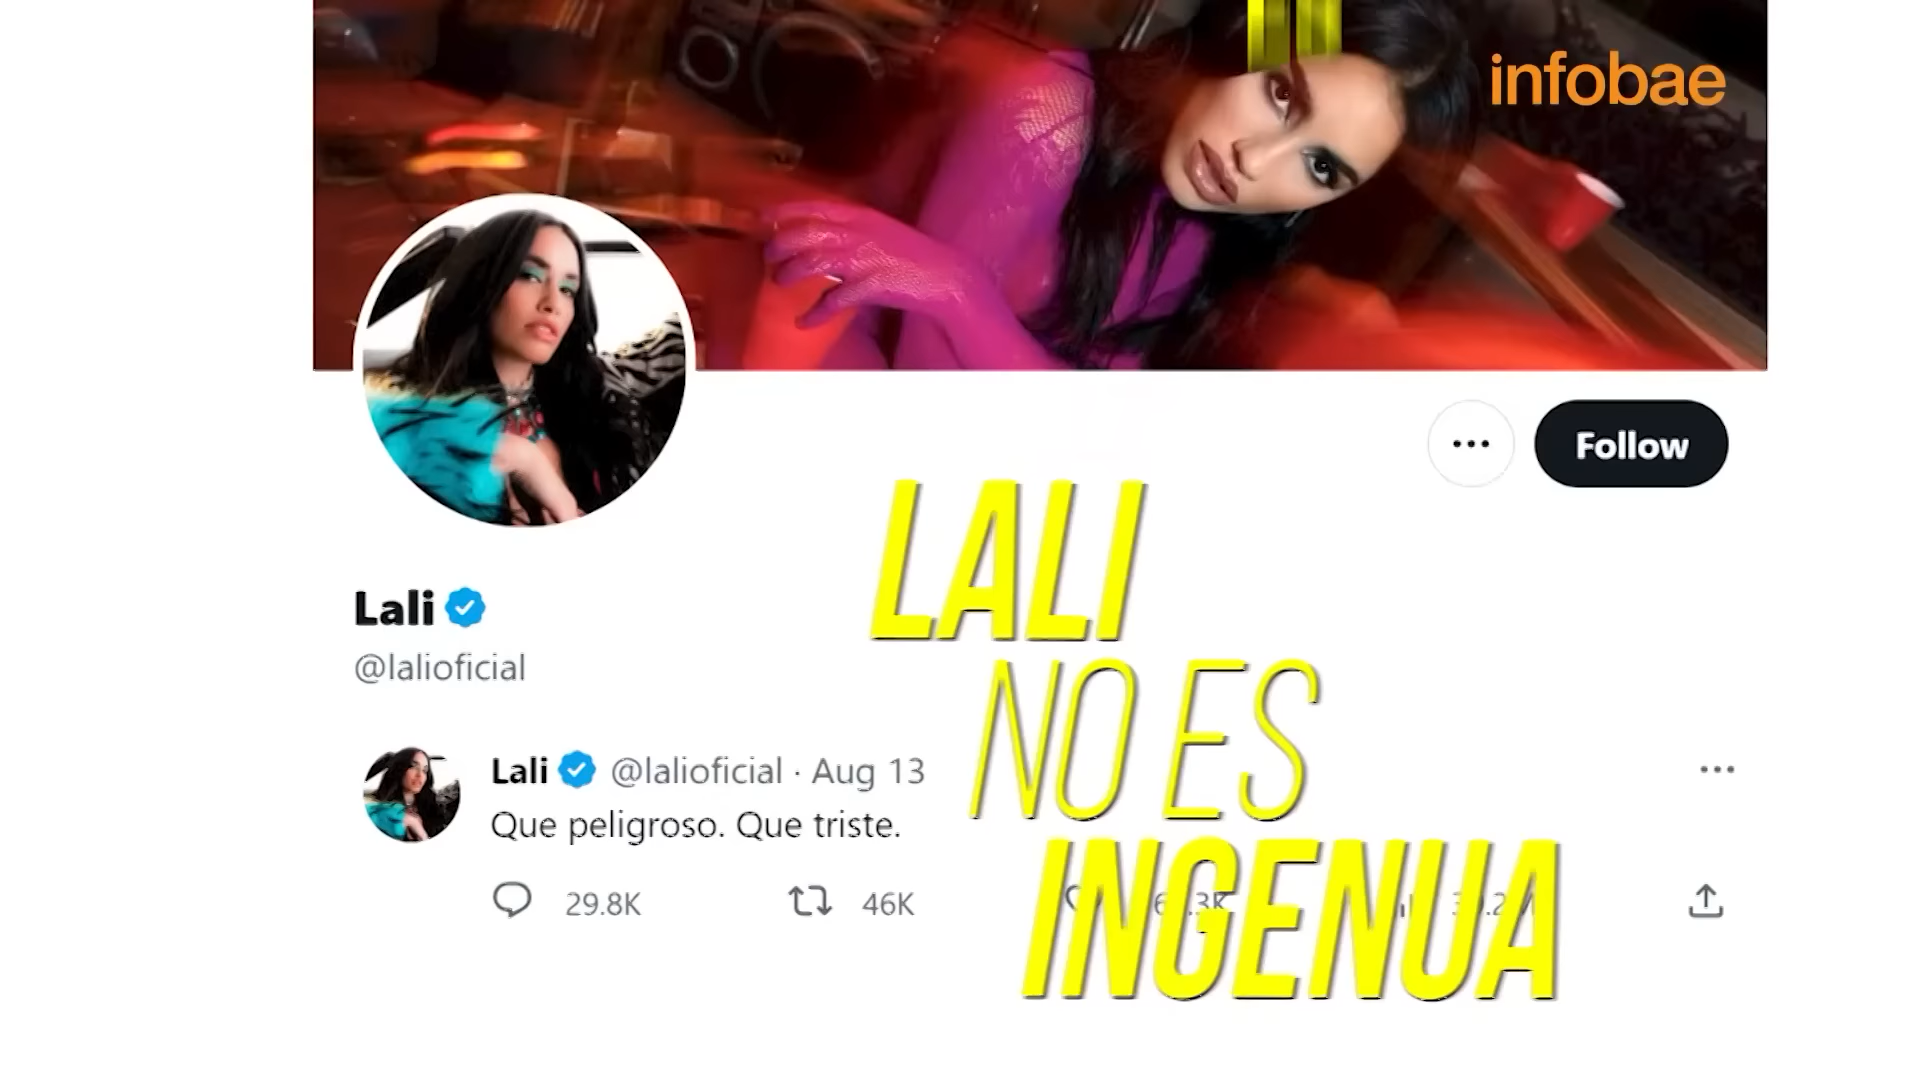 infobae
Follow
LALI
NO ES
INGENUA
Lali
@lalioficial
Lali @lalioficial · Aug 13
Que peligroso. Que triste.
29.8K 46K